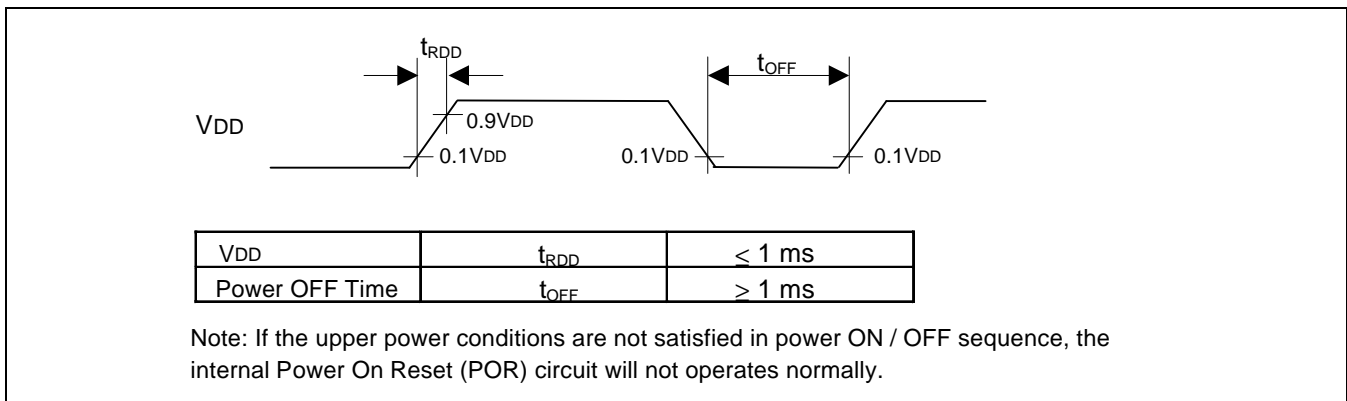 tRDD
tOFF
VDD
0.9VDD
0.1VDD
0.1VDD
0.1VDD
VDD tRDD ≤ 1 ms
Power OFF Time tOFF ≥ 1 ms
Note: If the upper power conditions are not satisfied in power ON / OFF sequence, the
internal Power On Reset (POR) circuit will not operates normally.